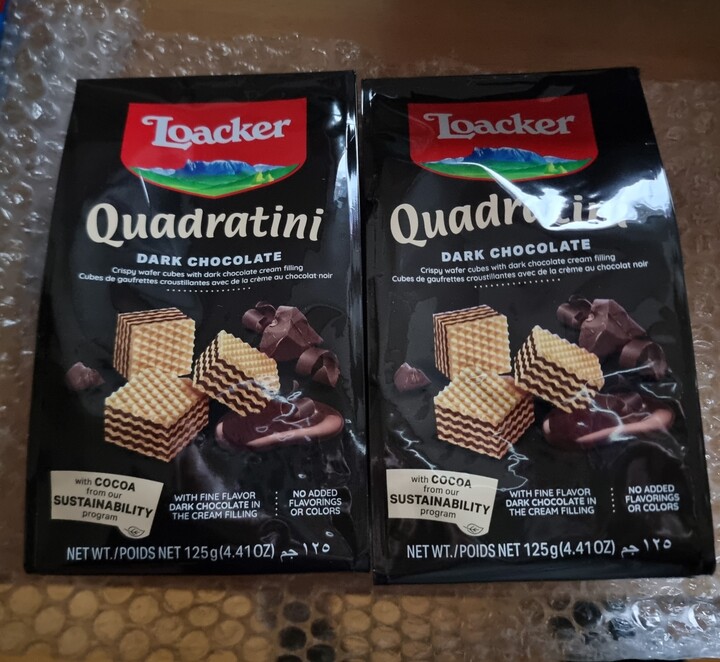 Loacker
Quadratini
DARK CHOCOLATE
Crispy wafer cubes with dark chocolate cream filling
Cubes de gaufrettes croustillantes avec de la crème au chocolat noir
with COCOA
from our
SUSTAINABILITY
program
WITH FINE FLAVOR
DARK CHOCOLATE IN
THE CREAM FILLING
NO ADDED
FLAVORINGS
OR COLORS
NET WT./POIDS NET 125g(4.41OZ) ١٢٥ جم
Loacker
Quadratini
DARK CHOCOLATE
Crispy wafer cubes with dark chocolate cream filling
Cubes de gaufrettes croustillantes avec de la crème au chocolat noir
with COCOA
from our
SUSTAINABILITY
program
WITH FINE FLAVOR
DARK CHOCOLATE IN
THE CREAM FILLING
NO ADDED
FLAVORINGS
OR COLORS
NET WT./POIDS NET 125g(4.41OZ) ١٢٥ جم